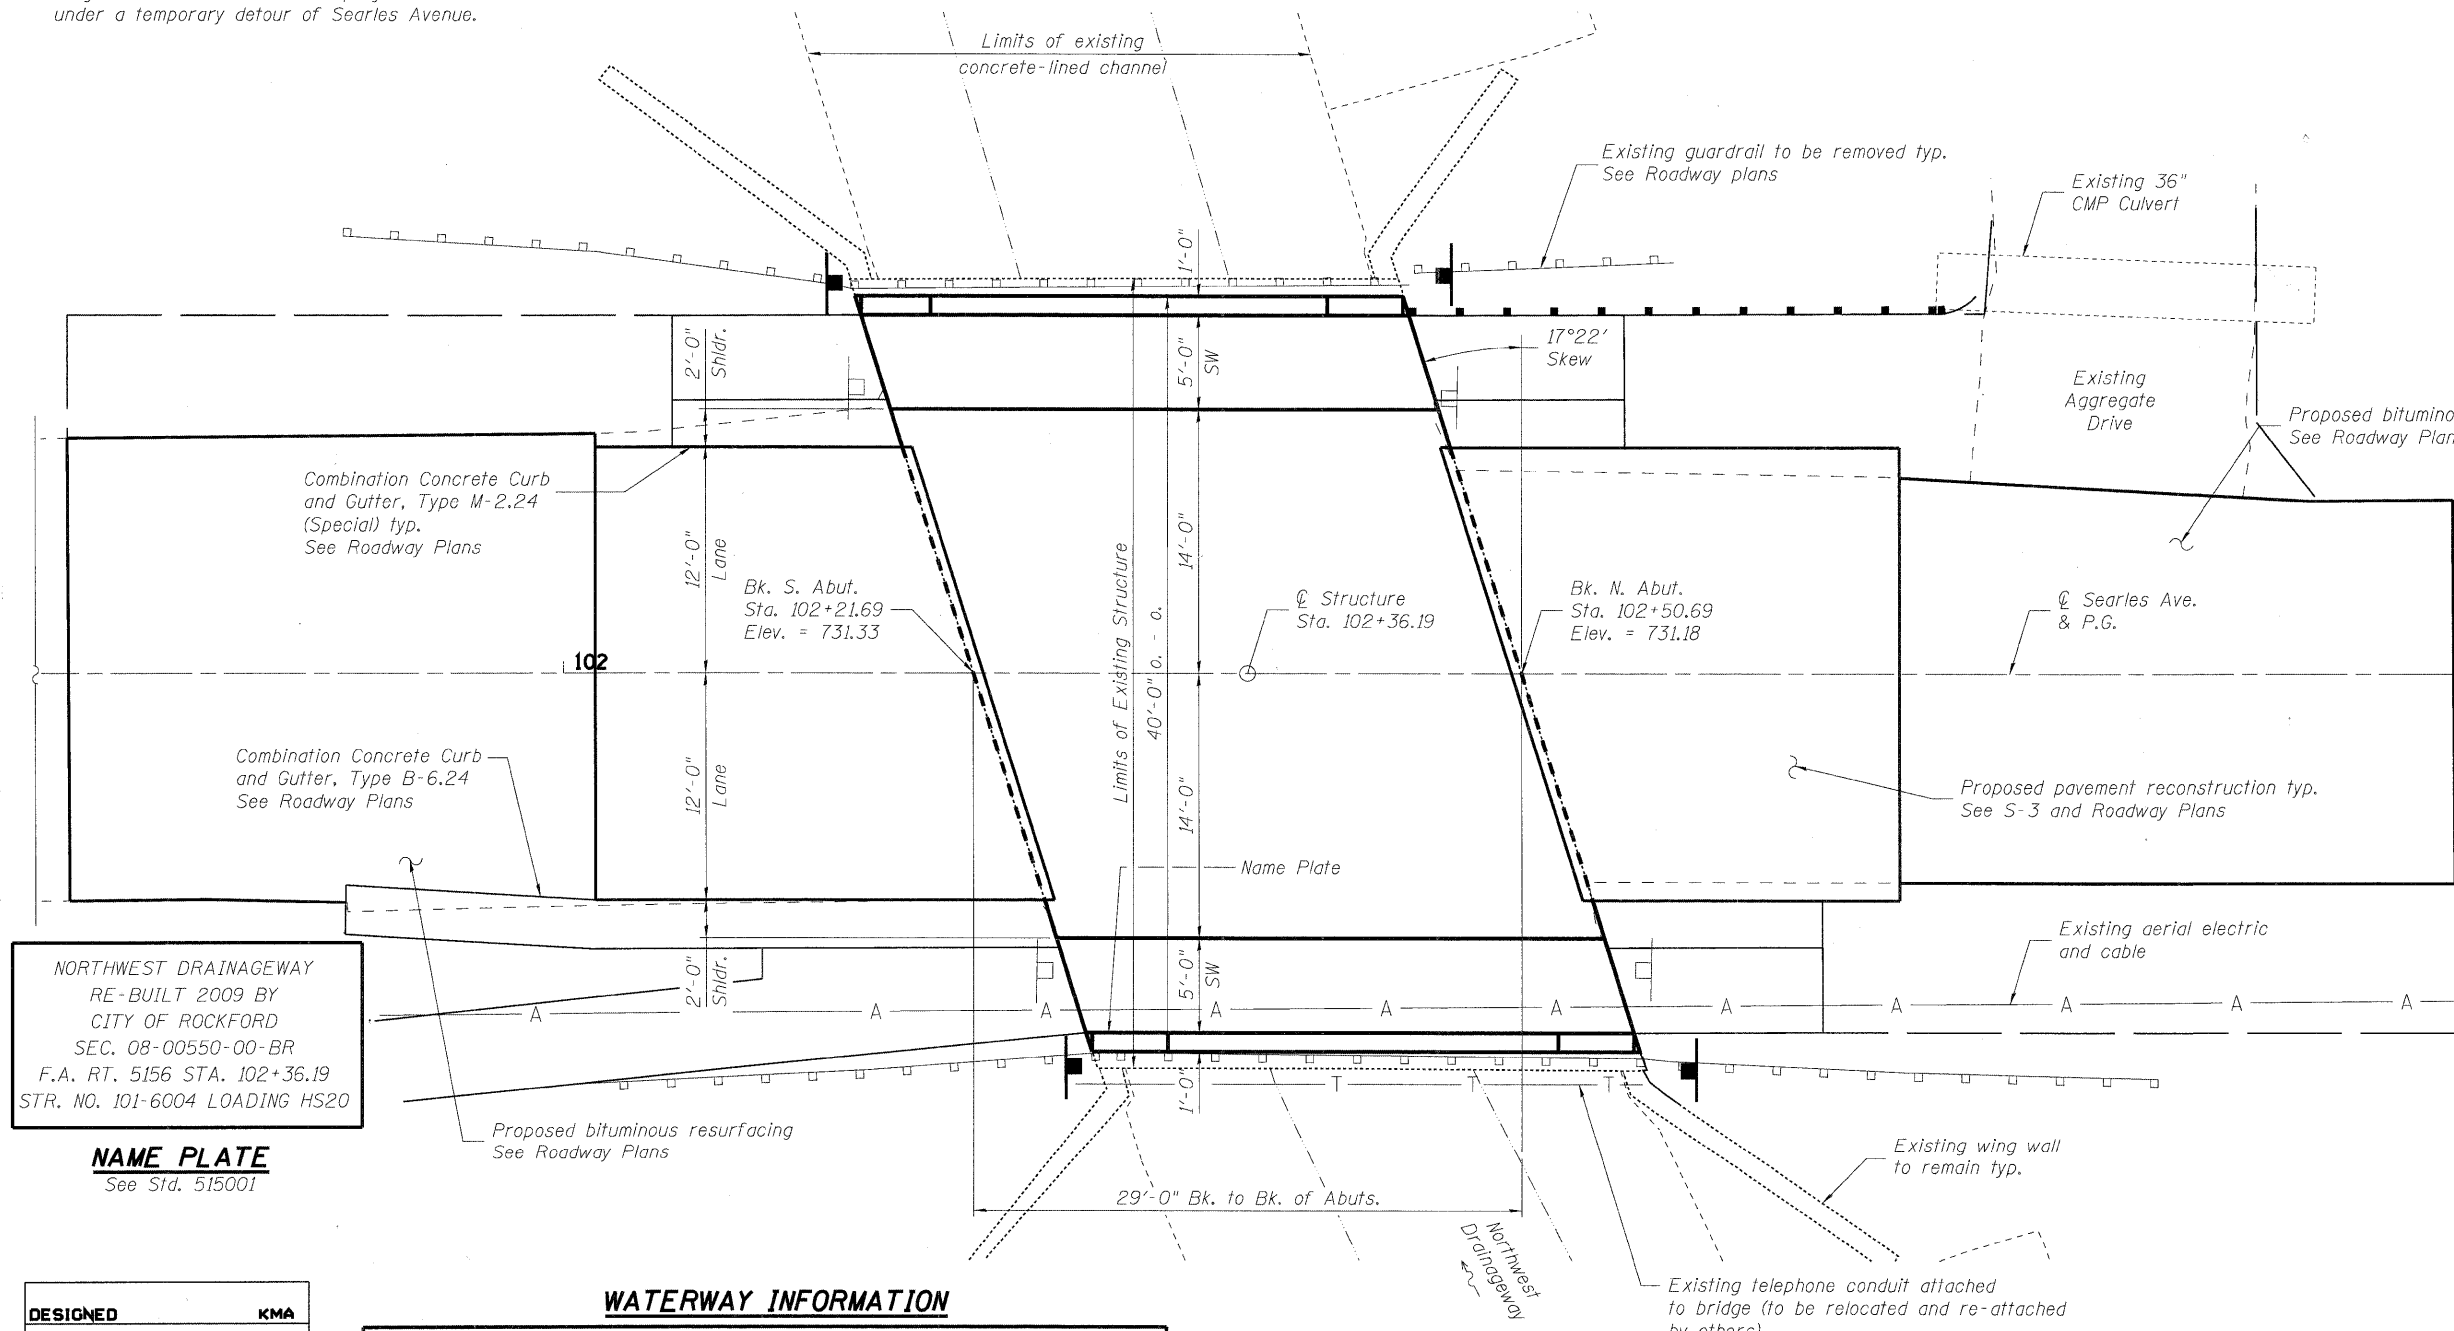 under a temporary detour of Searles Avenue.
Limits of existing
concrete-lined channel
Existing guardrail to be removed typ.
See Roadway plans
Existing 36"
CMP Culvert
1'-0"
2'-0"
Shldr.
5'-0"
SW
17°22'
Skew
Existing
Aggregate
Drive
Proposed
See Roadway
Combination Concrete Curb
and Gutter, Type M-2.24
(Special) typ.
See Roadway Plans
12'-0"
Lane
14'-0"
Limits of Existing Structure
40'-0" o. - o.
Bk. S. Abut.
Sta. 102+21.69
Elev. = 731.33
℄ Structure
Sta. 102+36.19
Bk. N. Abut.
Sta. 102+50.69
Elev. = 731.18
℄ Searles Ave.
& P.G.
102
Combination Concrete Curb
and Gutter, Type B-6.24
See Roadway Plans
12'-0"
Lane
14'-0"
Proposed pavement reconstruction typ.
See S-3 and Roadway Plans
Name Plate
Existing aerial electric
and cable
2'-0"
Shldr.
5'-0"
SW
A A A A A A A A A A A A
NORTHWEST DRAINAGEWAY
RE-BUILT 2009 BY
CITY OF ROCKFORD
SEC. 08-00550-00-BR
F.A. RT. 5156 STA. 102+36.19
STR. NO. 101-6004 LOADING HS20
NAME PLATE
See Std. 515001
1'-0"
T T T
Proposed bituminous resurfacing
See Roadway Plans
Existing wing wall
to remain typ.
29'-0" Bk. to Bk. of Abuts.
Northwest
Drainageway
Existing telephone conduit attached
to bridge (to be relocated and re-attached
by others)
DESIGNED KMA
WATERWAY INFORMATION